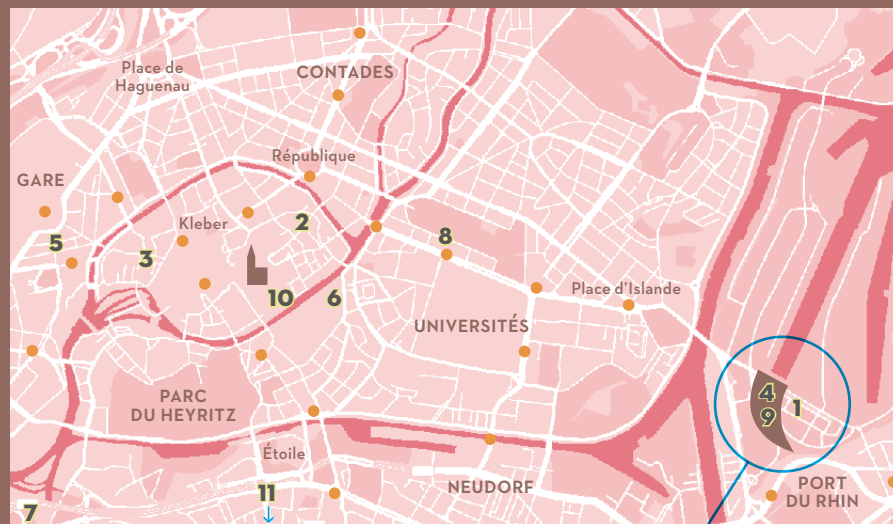 Place de
Haguenau
CONTADES
République
GARE
Kleber
2
5
3
8
10
6
Place d'Islande
UNIVERSITÉS
PARC
DU HEYRITZ
4
9
1
Étoile
11
NEUDORF
PORT
DU RHIN
7